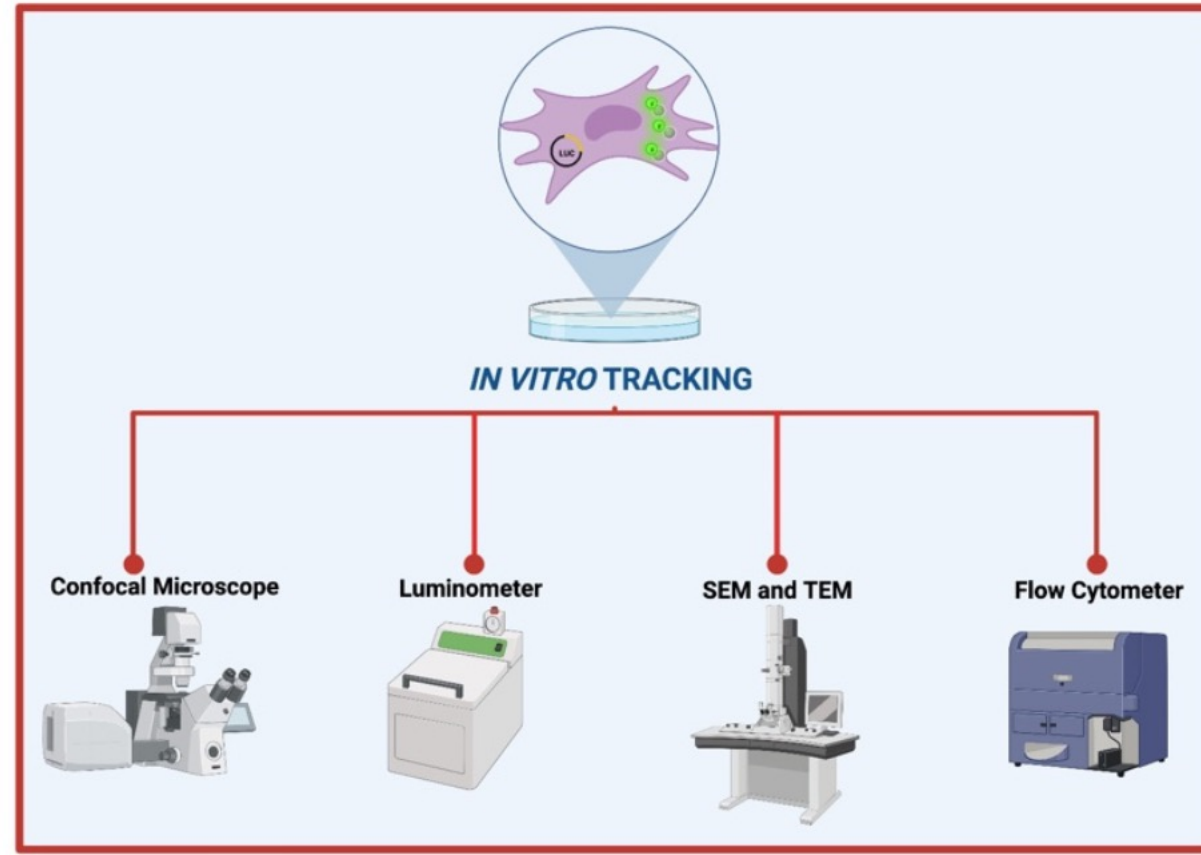 LUC
IN VITRO TRACKING
Confocal Microscope
Luminometer
SEM and TEM
Flow Cytometer